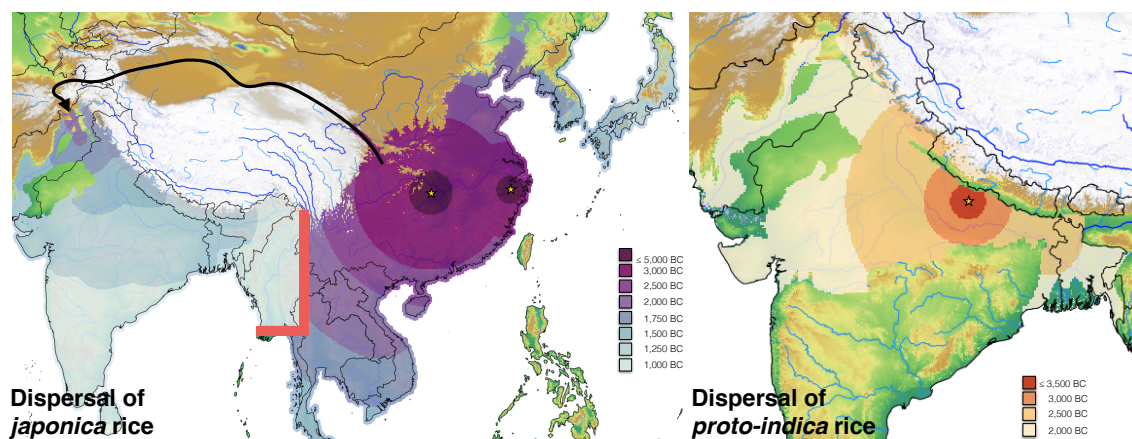 ≤ 5,000 BC
3,000 BC
2,500 BC
2,000 BC
1,750 BC
1,500 BC
1,250 BC
1,000 BC
Dispersal of
japonica rice
≤ 3,500 BC
3,000 BC
2,500 BC
2,000 BC
Dispersal of
proto-indica rice